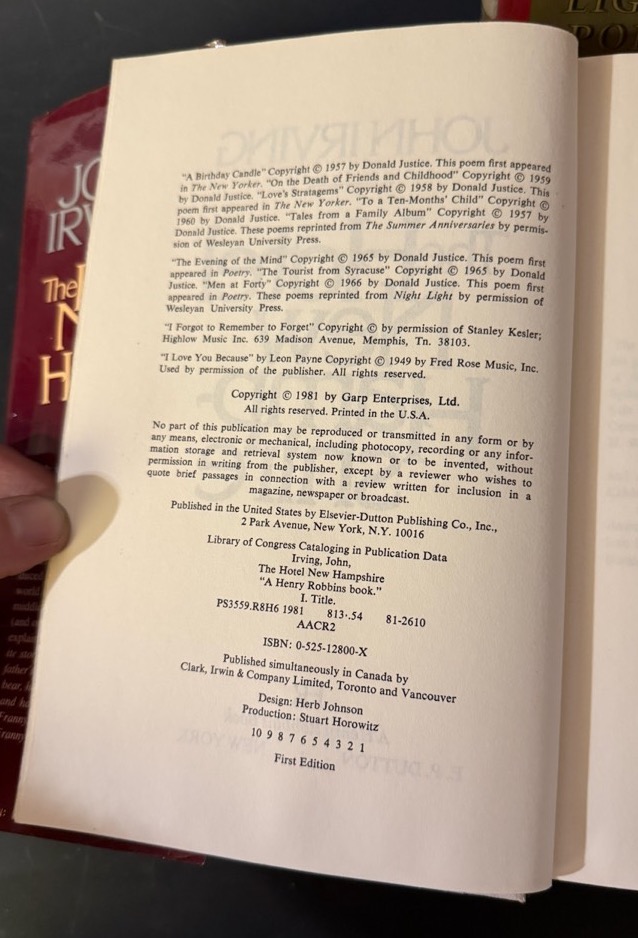 "A Birthday Candle" Copyright © 1957 by Donald Justice. This poem first appeared
in The New Yorker. "On the Death of Friends and Childhood" Copyright © 1959
by Donald Justice. "Love's Stratagems" Copyright © 1958 by Donald Justice. This
poem first appeared in The New Yorker. "To a Ten-Months' Child" Copyright ©
1960 by Donald Justice. "Tales from a Family Album" Copyright © 1957 by
Donald Justice. These poems reprinted from The Summer Anniversaries by permis-
sion of Wesleyan University Press.
"The Evening of the Mind" Copyright © 1965 by Donald Justice. This poem first
appeared in Poetry. "The Tourist from Syracuse" Copyright © 1965 by Donald
Justice. "Men at Forty" Copyright © 1966 by Donald Justice. This poem first
appeared in Poetry. These poems reprinted from Night Light by permission of
Wesleyan University Press.
"I Forgot to Remember to Forget" Copyright © by permission of Stanley Kesler;
Highlow Music Inc. 639 Madison Avenue, Memphis, Tn. 38103.
"I Love You Because" by Leon Payne Copyright © 1949 by Fred Rose Music, Inc.
Used by permission of the publisher. All rights reserved.
Copyright © 1981 by Garp Enterprises, Ltd.
All rights reserved. Printed in the U.S.A.
No part of this publication may be reproduced or transmitted in any form or by
any means, electronic or mechanical, including photocopy, recording or any infor-
mation storage and retrieval system now known or to be invented, without
permission in writing from the publisher, except by a reviewer who wishes to
quote brief passages in connection with a review written for inclusion in a
magazine, newspaper or broadcast.
Published in the United States by Elsevier-Dutton Publishing Co., Inc.,
2 Park Avenue, New York, N.Y. 10016
Library of Congress Cataloging in Publication Data
Irving, John,
The Hotel New Hampshire
"A Henry Robbins book."
I. Title.
PS3559.R8H6 1981 813'.54 81-2610
AACR2
ISBN: 0-525-12800-X
Published simultaneously in Canada by
Clark, Irwin & Company Limited, Toronto and Vancouver
Design: Herb Johnson
Production: Stuart Horowitz
10 9 8 7 6 5 4 3 2 1
First Edition